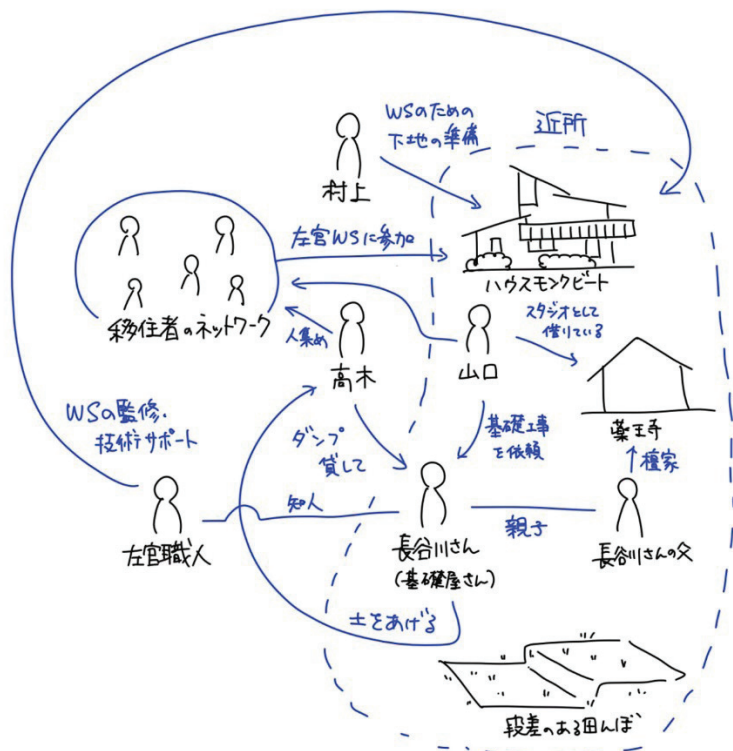 WSのための
下地の準備
近所
村上
左官WSに参加
ハウスモンクビート
移住者のネットワーク
人集め
高木
山口
スタジオとして
借りている
薬王寺
WSの監修・
技術サポート
ダンプ
貸して
基礎工事
を依頼
檀家
左官職人
知人
長谷川さん
(基礎屋さん)
親子
長谷川さんの父
土をあげる
段差のある田んぼ